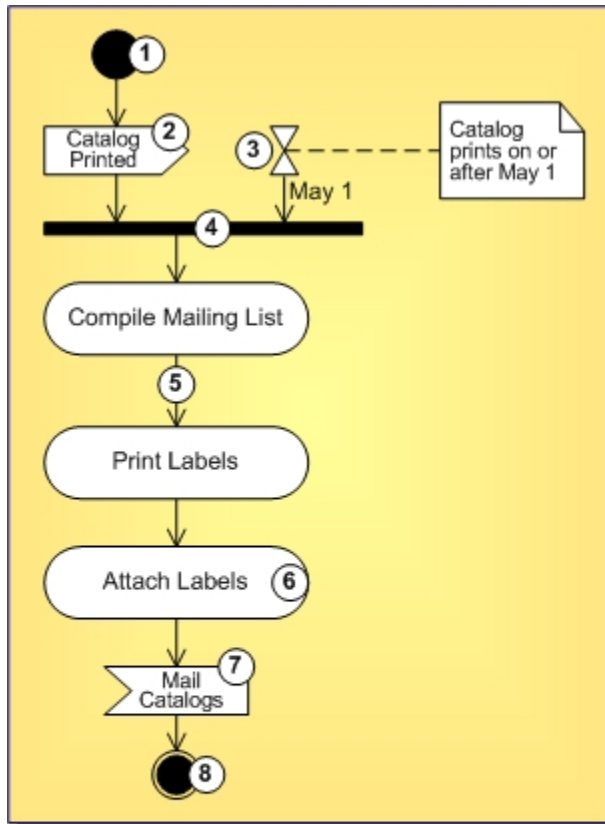 1
Catalog
Printed
2
3
Catalog
prints on or
after May 1
May 1
4
Compile Mailing List
5
Print Labels
Attach Labels
6
7
Mail
Catalogs
8